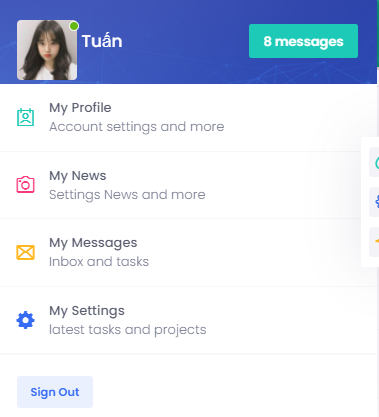 Tuấn
8 messages
My Profile
Account settings and more
My News
Settings News and more
My Messages
Inbox and tasks
My Settings
latest tasks and projects
Sign Out